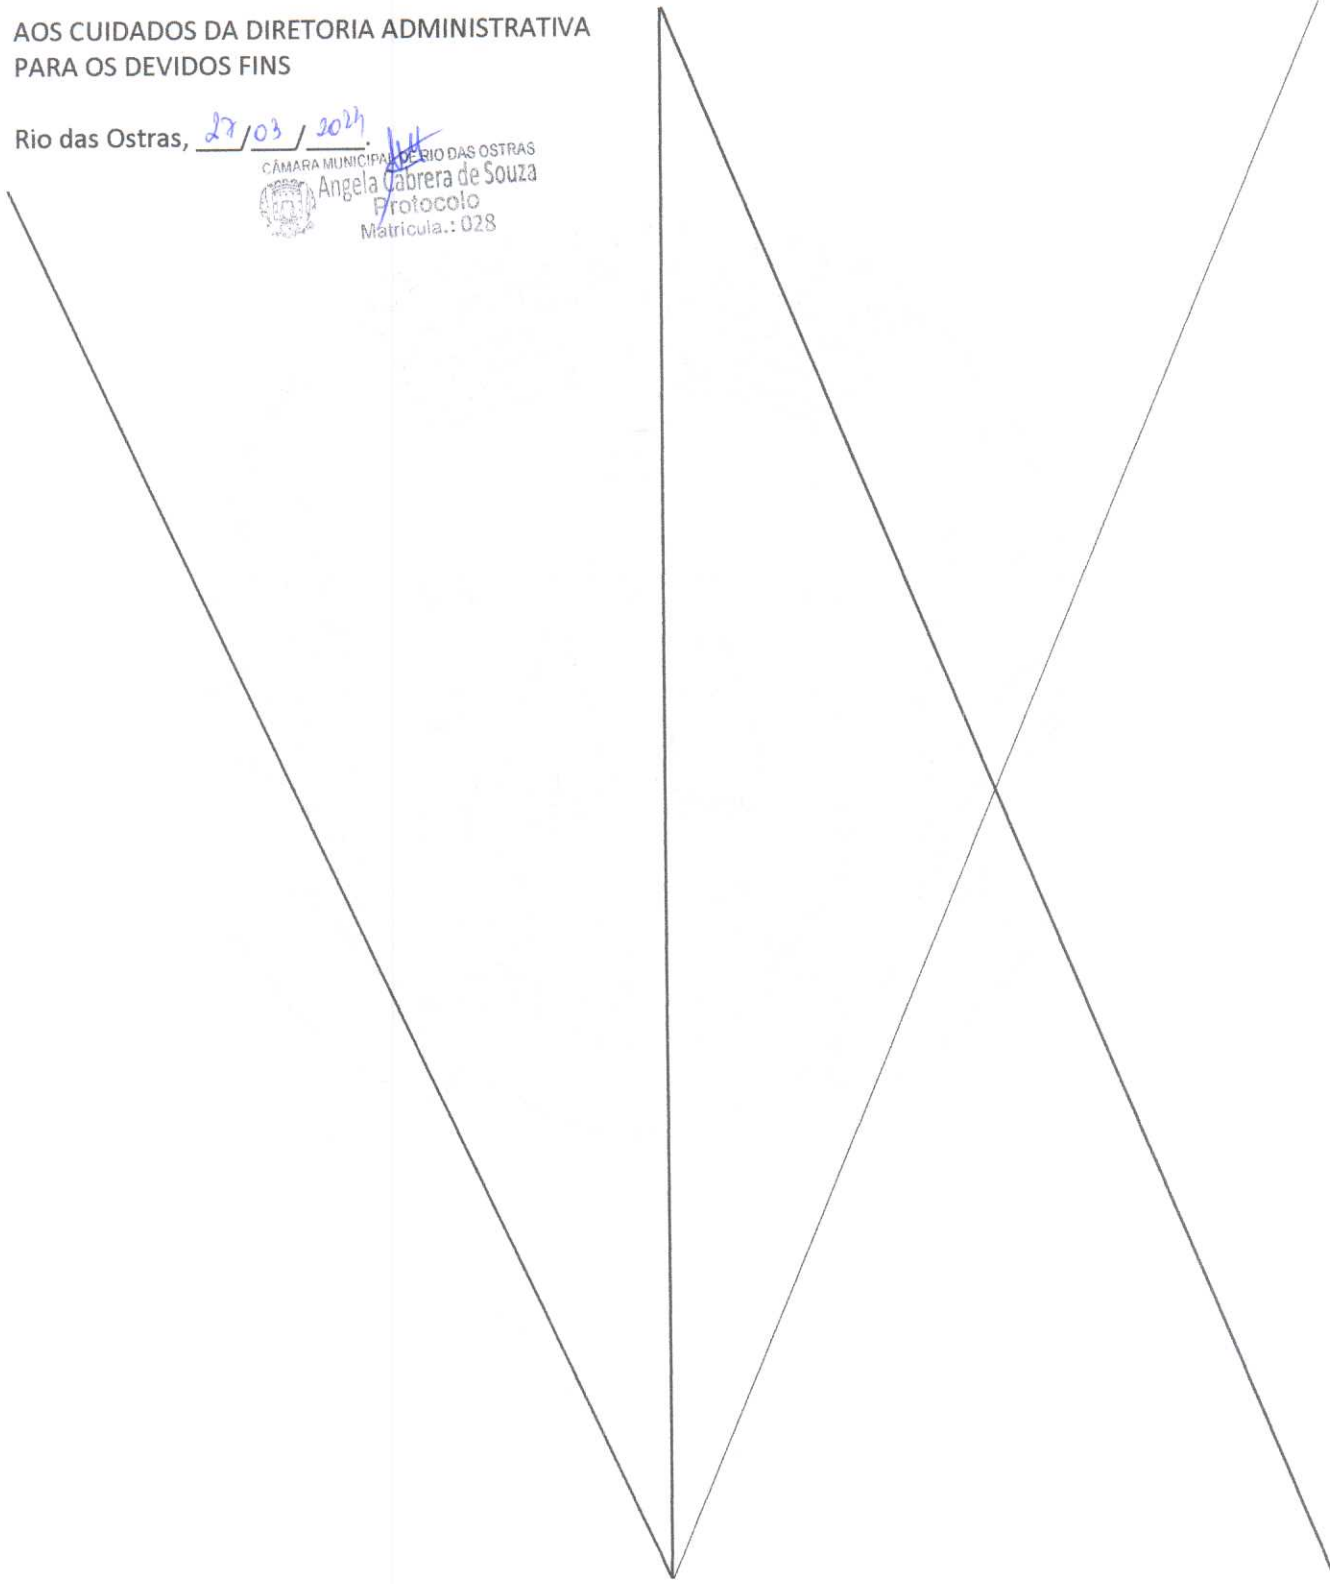 AOS CUIDADOS DA DIRETORIA ADMINISTRATIVA
PARA OS DEVIDOS FINS
Rio das Ostras, 27/03/2024.
CÂMARA MUNICIPAL DE RIO DAS OSTRAS
Angela Cabrera de Souza
Protocolo
Matricula.: 028